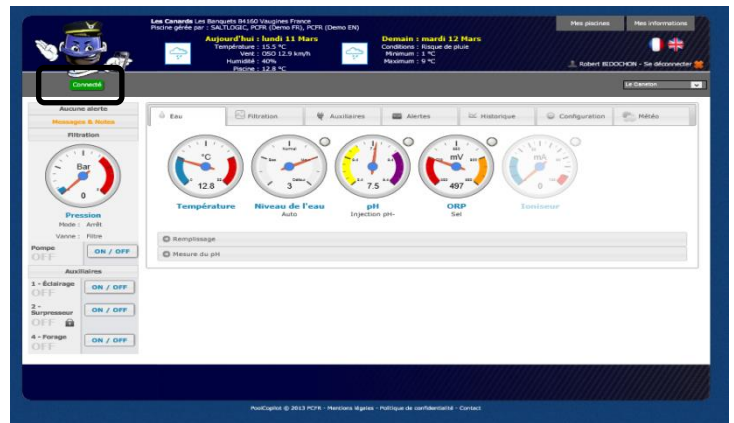 Les Canards Les Banquets 84160 Vaugines France
Piscine gérée par : SALTLOGIC, PCFR (Demo FR), PCFR (Demo EN)
Mes piscines
Mes informations
Aujourd'hui : lundi 11 Mars
Température : 15.5 °C
Vent : OSO 12.9 km/h
Humidité : 40%
Piscine : 12.8 °C
Demain : mardi 12 Mars
Conditions : Risque de pluie
Minimum : 1 °C
Maximum : 9 °C
Robert BIDOCHON - Se déconnecter
Connecté
Le Caneton
Aucune alerte
Messages & Notes
Filtration
Bar
0
Pression
Mode : Arrêt
Vanne : Filtre
Pompe
OFF
ON / OFF
Auxiliaires
1 - Éclairage
OFF
ON / OFF
2 -
Surpresseur
OFF
ON / OFF
4 - Forage
OFF
ON / OFF
Eau
Filtration
Auxiliaires
Alertes
Historique
Configuration
Météo
°C
12.8
Température
3
Niveau de l'eau
Auto
7.5
pH
Injection pH-
mV
497
ORP
Sel
mA
0
Ioniseur
Remplissage
Mesure du pH
PoolCopilot © 2013 PCFR - Mentions légales - Politique de confidentialité - Contact